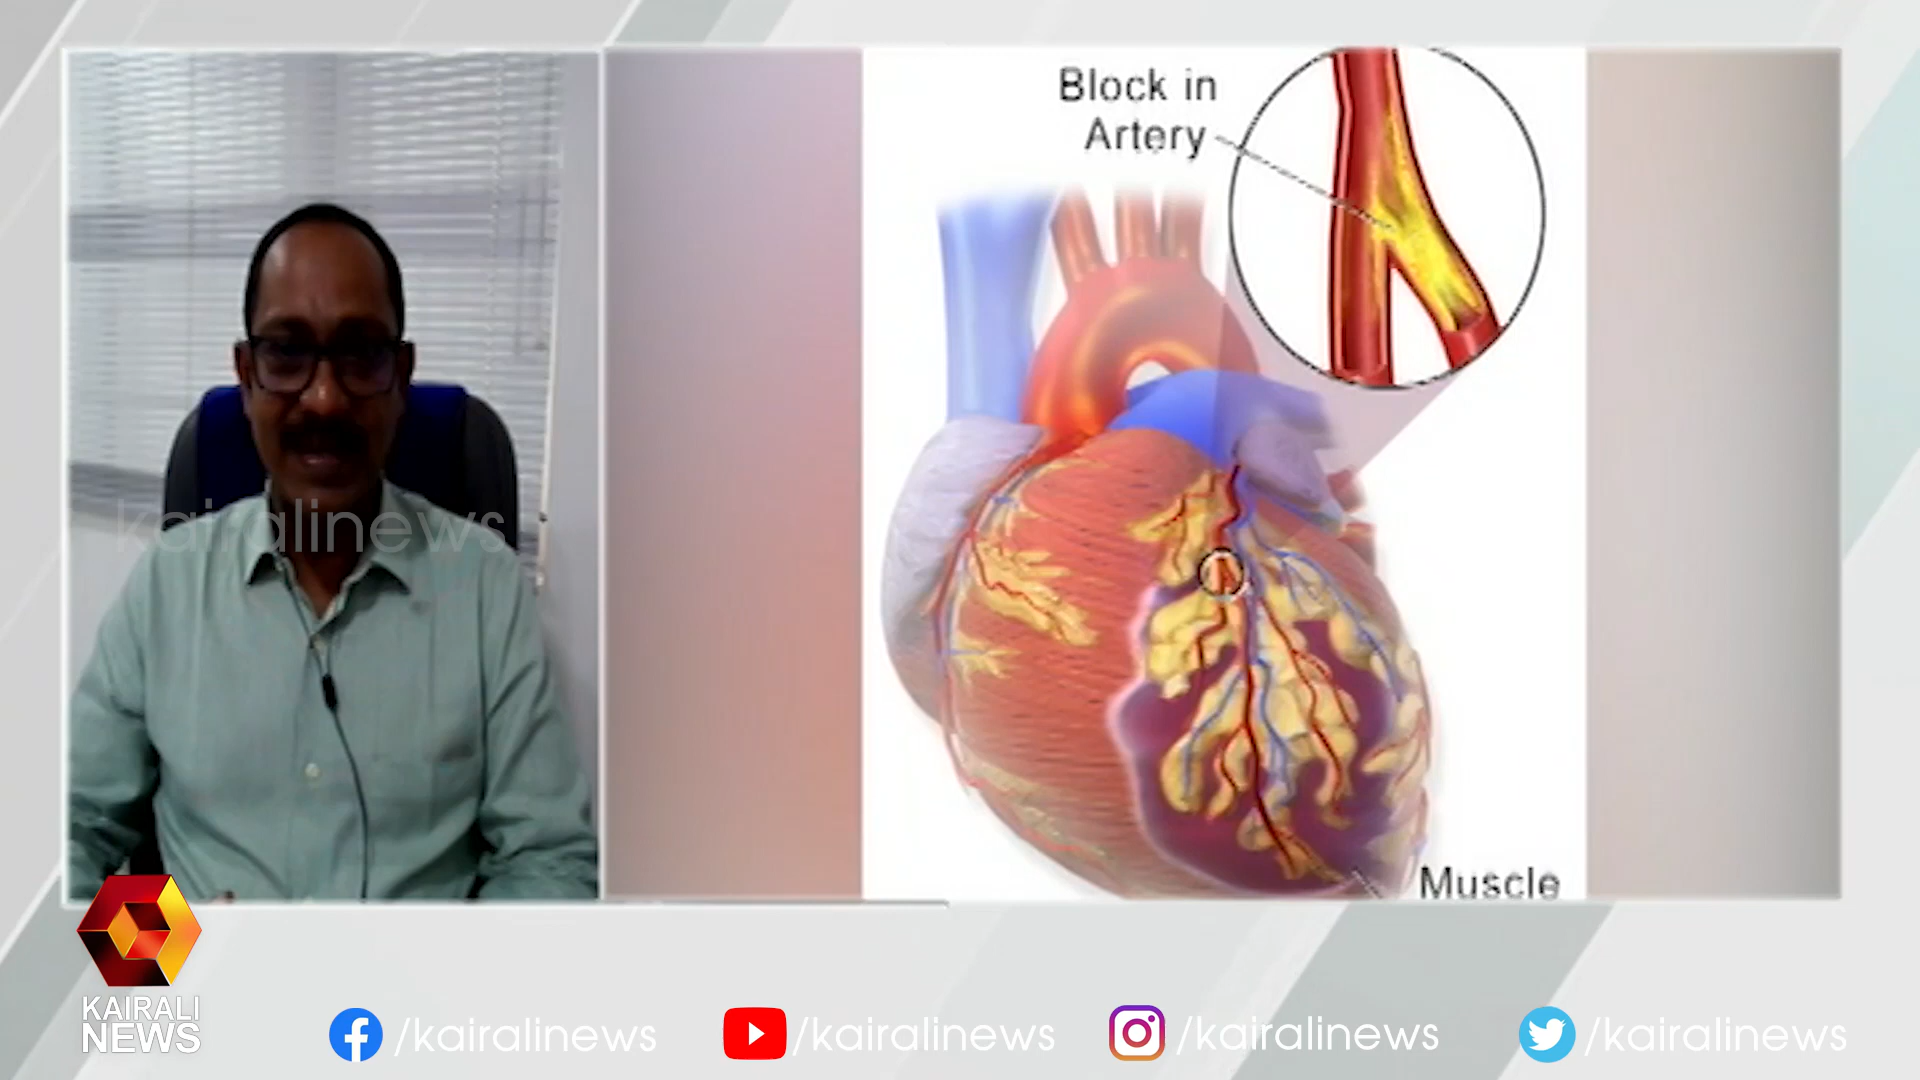 Block in
Artery
kairalinews
Muscle
KAIRALI
NEWS
/kairalinews
/kairalinews
/kairalinews
/kairalinews